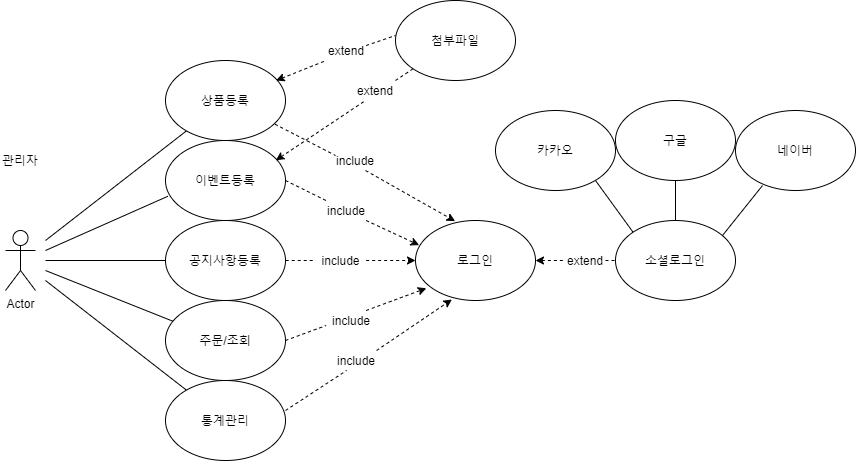 첨부파일
extend
상품등록
extend
카카오
구글
네이버
관리자
include
이벤트등록
include
공지사항등록
include
로그인
extend
소셜로그인
Actor
include
주문/조회
include
통계관리